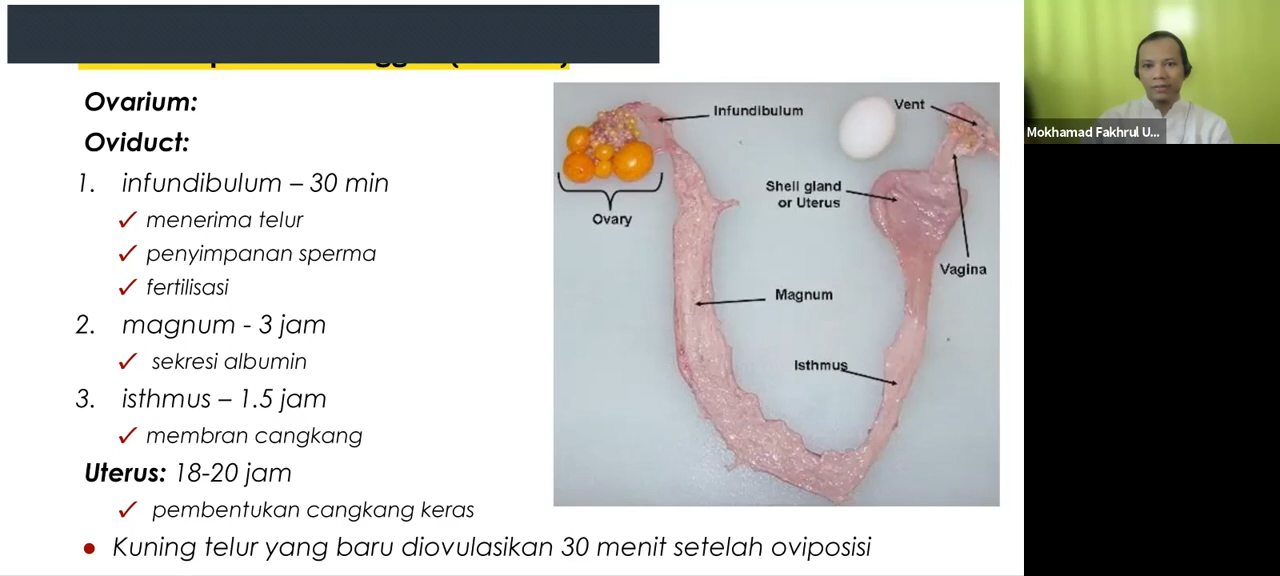 Ovarium:
Oviduct:
1. infundibulum – 30 min
✓ menerima telur
✓ penyimpanan sperma
✓ fertilisasi
2. magnum - 3 jam
✓ sekresi albumin
3. isthmus – 1.5 jam
✓ membran cangkang
Uterus: 18-20 jam
✓ pembentukan cangkang keras
• Kuning telur yang baru diovulasikan 30 menit setelah oviposisi
Infundibulum
Vent
Shell gland
or Uterus
Ovary
Vagina
Magnum
Isthmus
Mokhamad Fakhrul U...